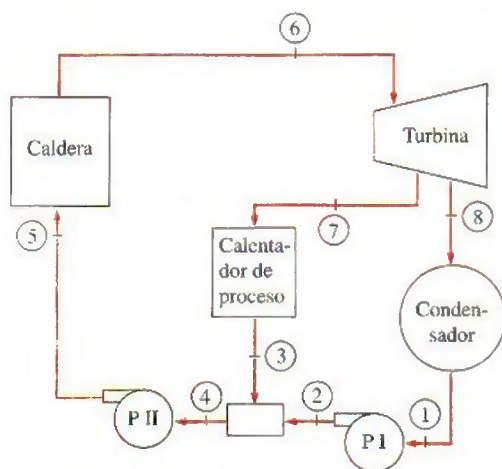 6
Caldera
Turbina
5
7
8
Calenta-
dor de
proceso
Conden-
sador
3
4
2
1
P II
P I